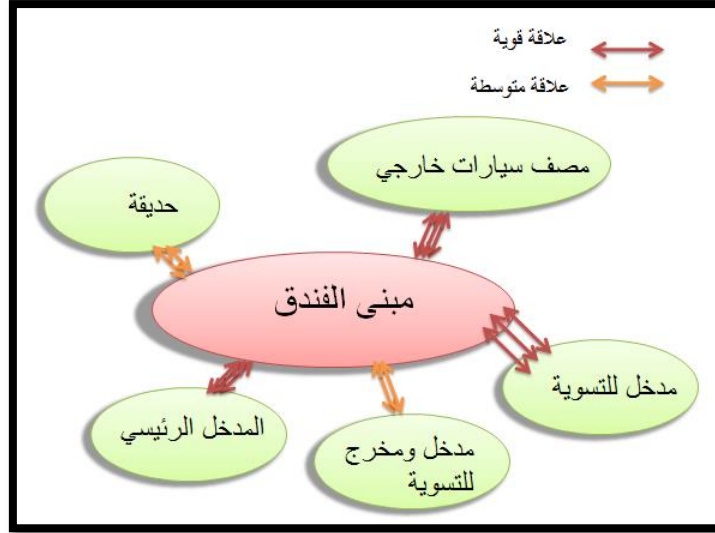 علاقة قوية
علاقة متوسطة
مصف سيارات خارجي
حديقة
مبنى الفندق
مدخل للتسوية
المدخل الرئيسي
مدخل ومخرج
للتسوية